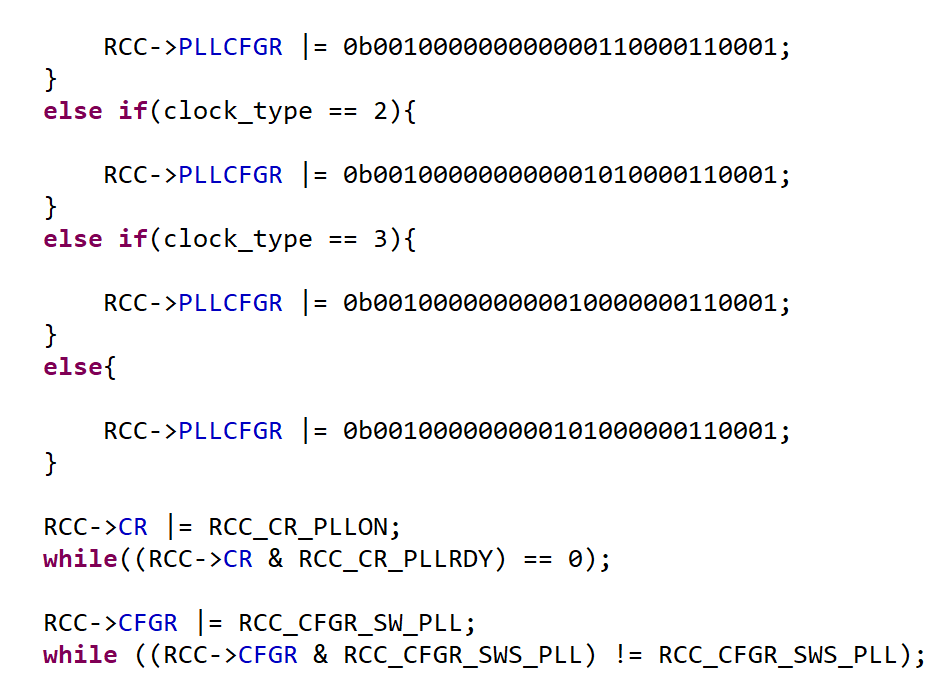 RCC->PLLCFGR |= 0b001000000000000110000110001;
}
else if(clock_type == 2){
RCC->PLLCFGR |= 0b001000000000001010000110001;
}
else if(clock_type == 3){
RCC->PLLCFGR |= 0b001000000000010000000110001;
}
else{
RCC->PLLCFGR |= 0b001000000000101000000110001;
}
RCC->CR |= RCC_CR_PLLON;
while((RCC->CR & RCC_CR_PLLRDY) == 0);
RCC->CFGR |= RCC_CFGR_SW_PLL;
while ((RCC->CFGR & RCC_CFGR_SWS_PLL) != RCC_CFGR_SWS_PLL);